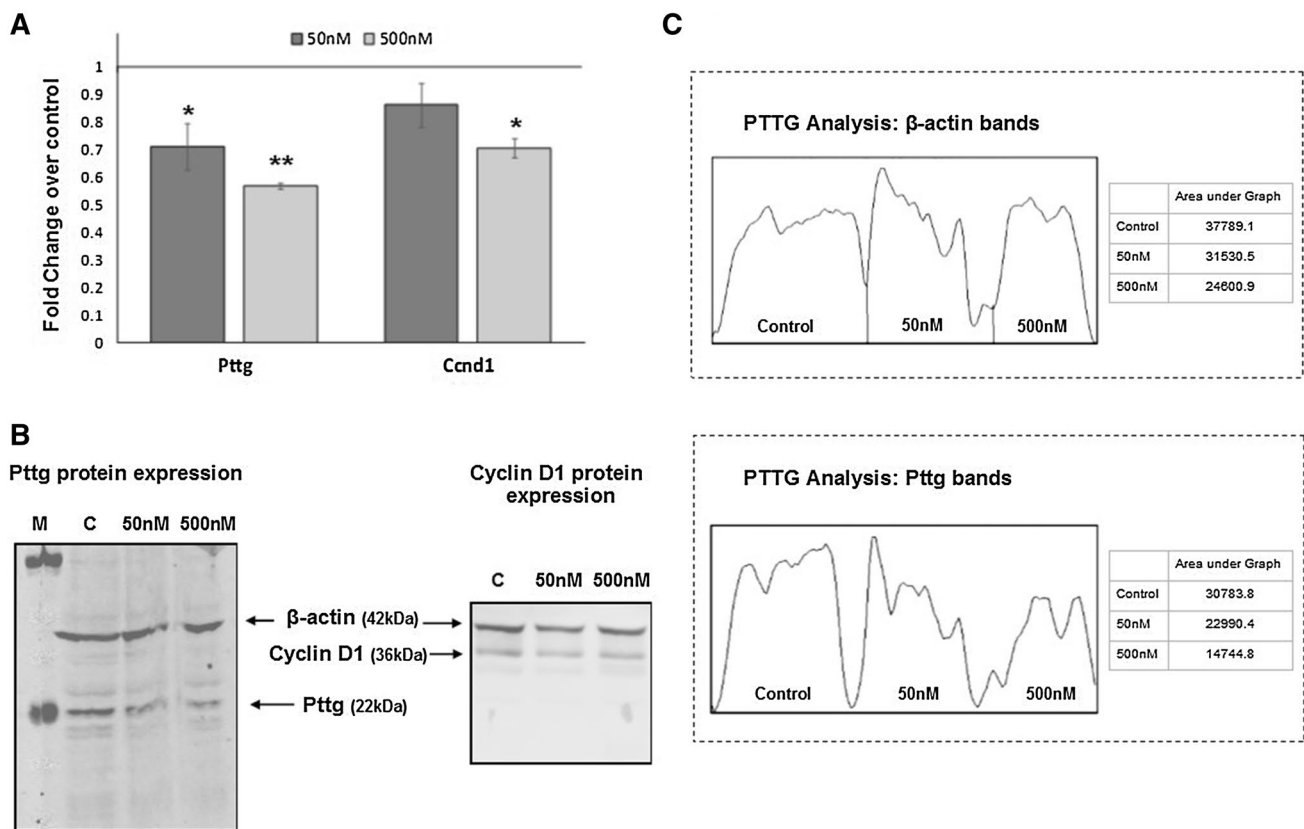 A
50nM 500nM
Fold Change over control
1
0.9
0.8
0.7
0.6
0.5
0.4
0.3
0.2
0.1
0
*
**
*
Pttg Ccnd1
B
Pttg protein expression
M C 50nM 500nM
Cyclin D1 protein
expression
C 50nM 500nM
β-actin (42kDa)
Cyclin D1 (36kDa)
Pttg (22kDa)
C
PTTG Analysis: β-actin bands
Control 50nM 500nM
Area under Graph
Control 37789.1
50nM 31530.5
500nM 24600.9
PTTG Analysis: Pttg bands
Control 50nM 500nM
Area under Graph
Control 30783.8
50nM 22990.4
500nM 14744.8